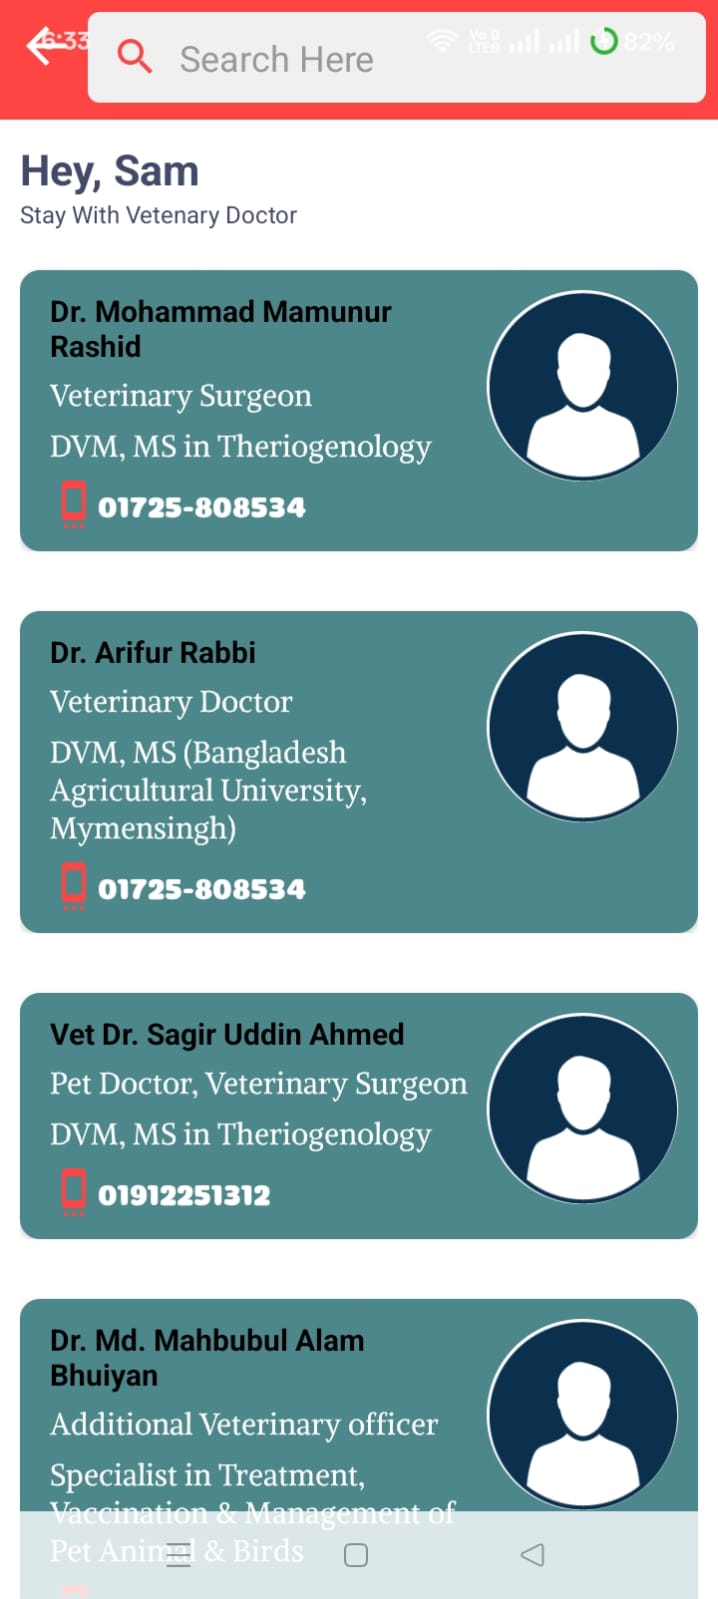 6:33
Vo
LTE
82%
Search Here
Hey, Sam
Stay With Vetenary Doctor
Dr. Mohammad Mamunur
Rashid
Veterinary Surgeon
DVM, MS in Theriogenology
01725-808534
Dr. Arifur Rabbi
Veterinary Doctor
DVM, MS (Bangladesh
Agricultural University,
Mymensingh)
01725-808534
Vet Dr. Sagir Uddin Ahmed
Pet Doctor, Veterinary Surgeon
DVM, MS in Theriogenology
01912251312
Dr. Md. Mahbubul Alam
Bhuiyan
Additional Veterinary officer
Specialist in Treatment,
Vaccination & Management of
Pet Animal & Birds